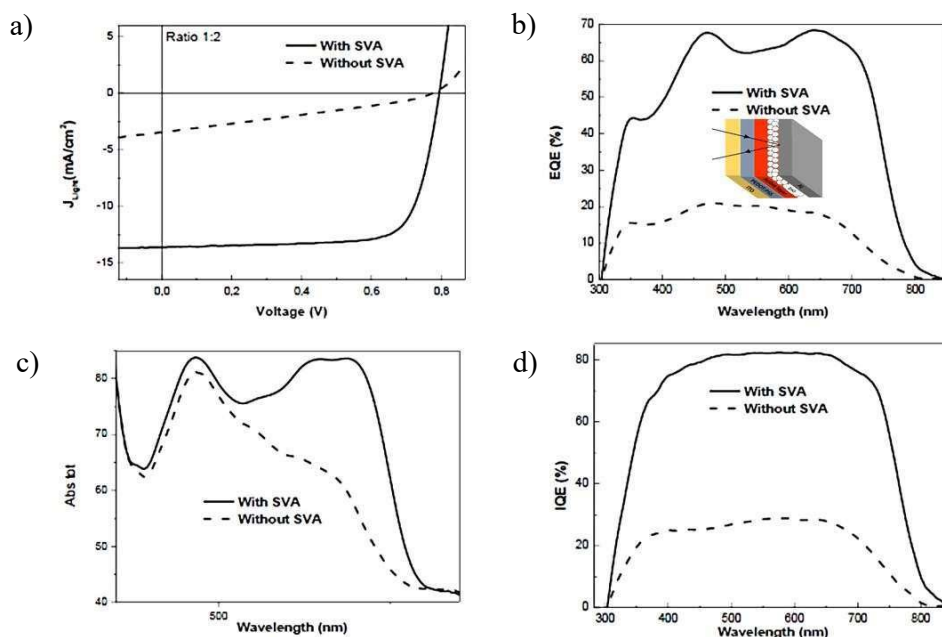 a)
Ratio 1:2
With SVA
Without SVA
5
0
-5
-10
-15
0,0 0,2 0,4 0,6 0,8
J_Light(mA/cm²)
Voltage (V)
b)
70
60
50
40
30
20
10
0
With SVA
Without SVA
300 400 500 600 700 800
EQE (%)
Wavelength (nm)
c)
80
70
60
50
40
With SVA
Without SVA
500
Abs tot
Wavelength (nm)
d)
80
60
40
20
0
With SVA
Without SVA
300 400 500 600 700 800
IQE (%)
Wavelength (nm)